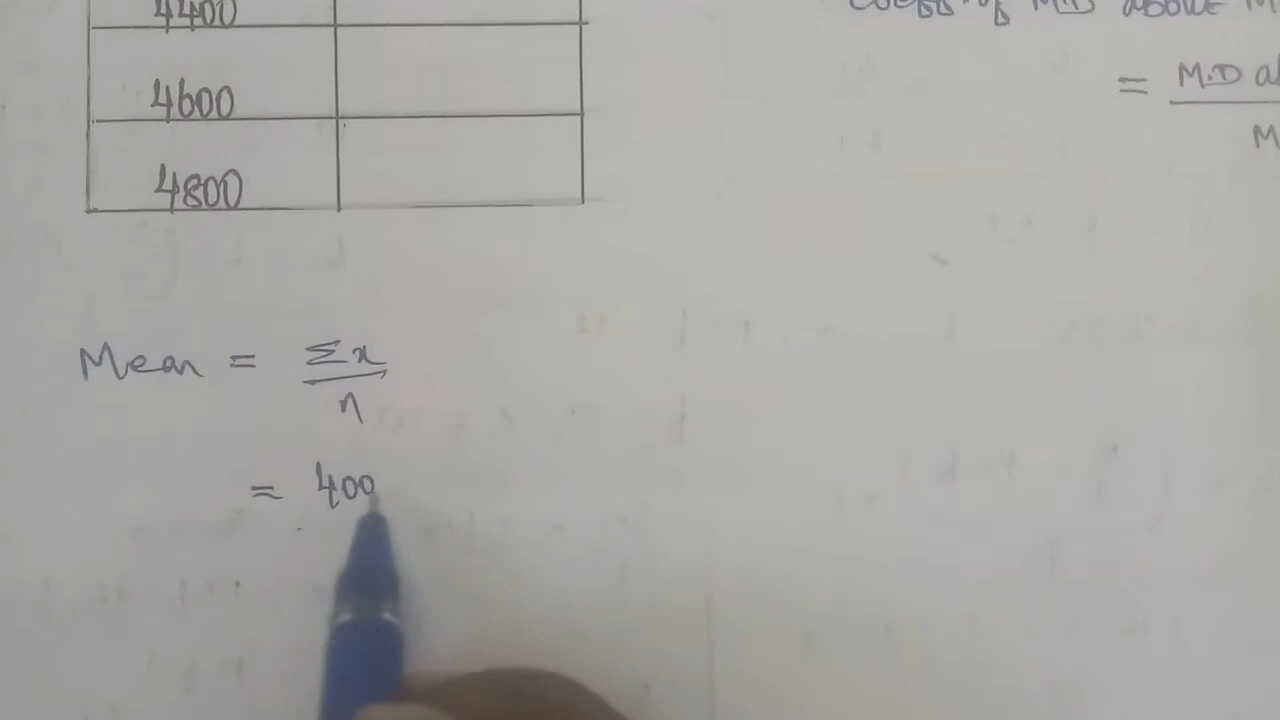 4400
4600
4800
= M.D
M
Mean = Σx
n
= 400